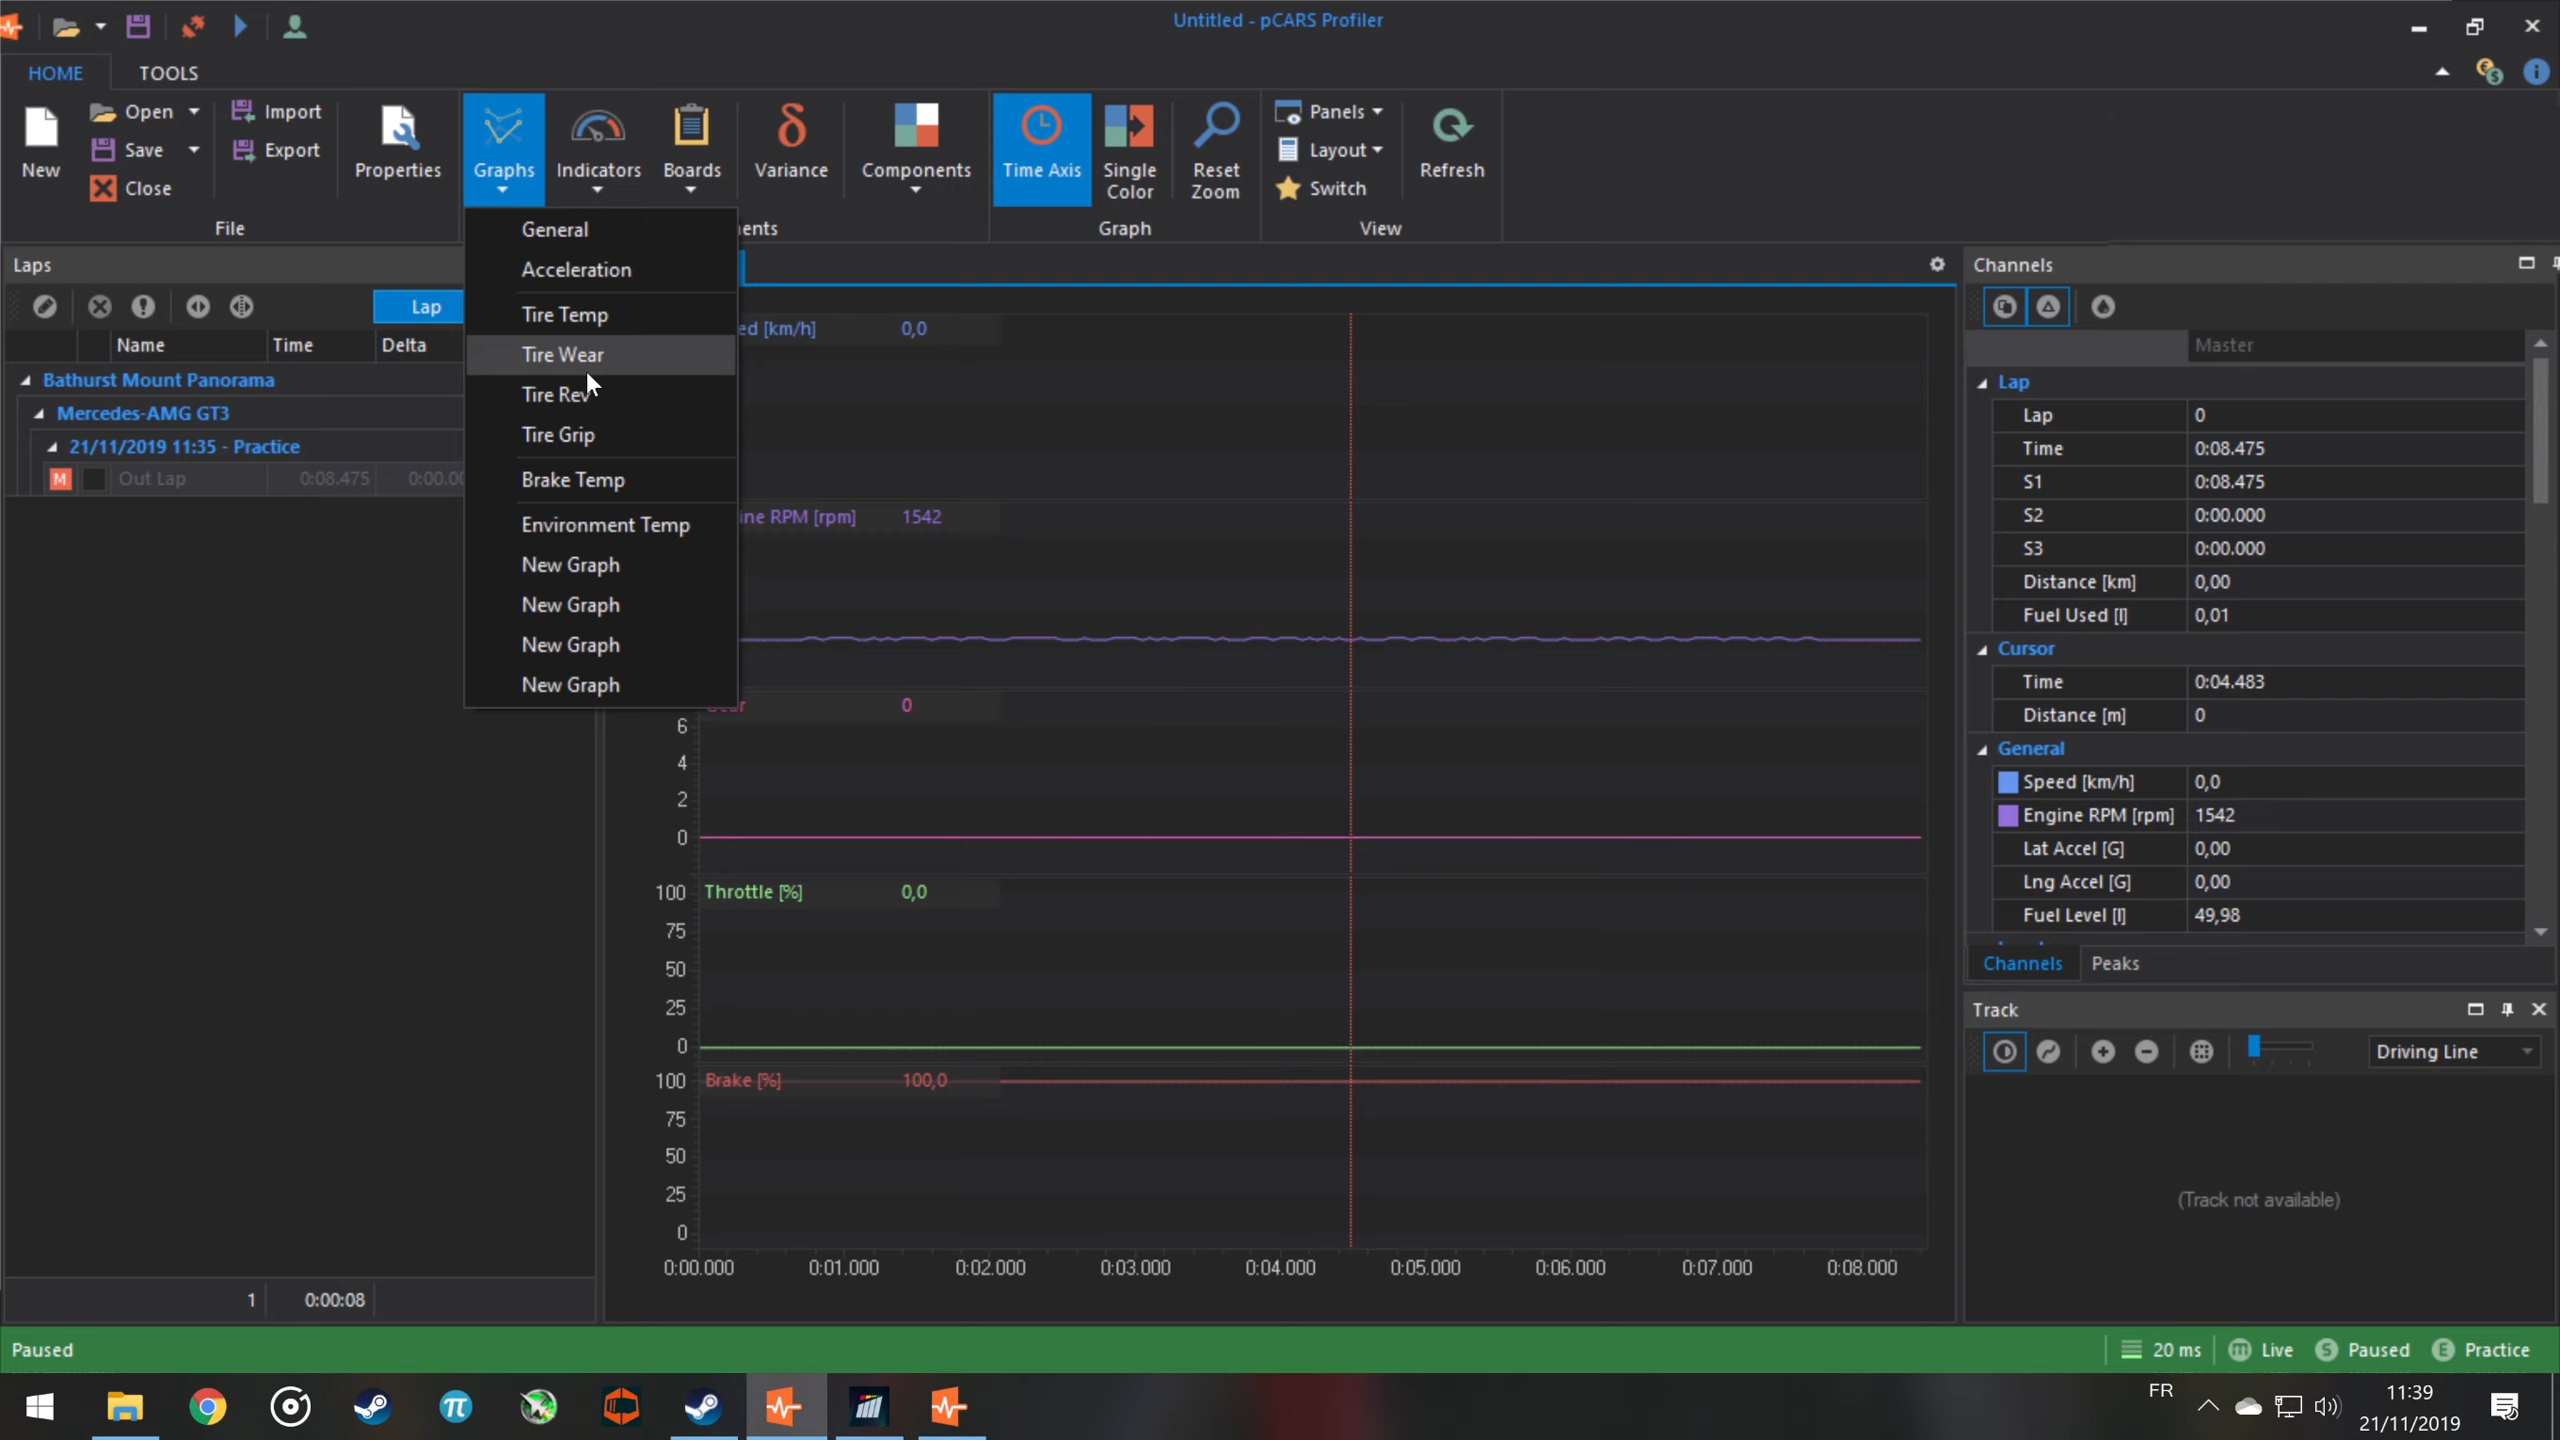 Untitled - pCARS Profiler
HOME TOOLS
New
Open
Save
Close
Import
Export
Properties
Graphs
Indicators
Boards
Variance
Components
Time Axis
Single Color
Reset Zoom
Panels
Layout
Switch
Refresh
File
ents
Graph
View
General
Acceleration
Tire Temp
Tire Wear
Tire Rev
Tire Grip
Brake Temp
Environment Temp
New Graph
New Graph
New Graph
New Graph
Laps
Lap
Name Time Delta
Bathurst Mount Panorama
Mercedes-AMG GT3
21/11/2019 11:35 - Practice
M Out Lap 0:08.475 0:00.00
1 0:00:08
ed [km/h] 0,0
ine RPM [rpm] 1542
0
6
4
2
0
100 Throttle [%] 0,0
75
50
25
0
100 Brake [%] 100,0
75
50
25
0
0:00.000 0:01.000 0:02.000 0:03.000 0:04.000 0:05.000 0:06.000 0:07.000 0:08.000
Channels
Master
Lap
Lap 0
Time 0:08.475
S1 0:08.475
S2 0:00.000
S3 0:00.000
Distance [km] 0,00
Fuel Used [l] 0,01
Cursor
Time 0:04.483
Distance [m] 0
General
Speed [km/h] 0,0
Engine RPM [rpm] 1542
Lat Accel [G] 0,00
Lng Accel [G] 0,00
Fuel Level [l] 49,98
Channels Peaks
Track
Driving Line
(Track not available)
Paused
20 ms m Live S Paused E Practice
FR
11:39
21/11/2019